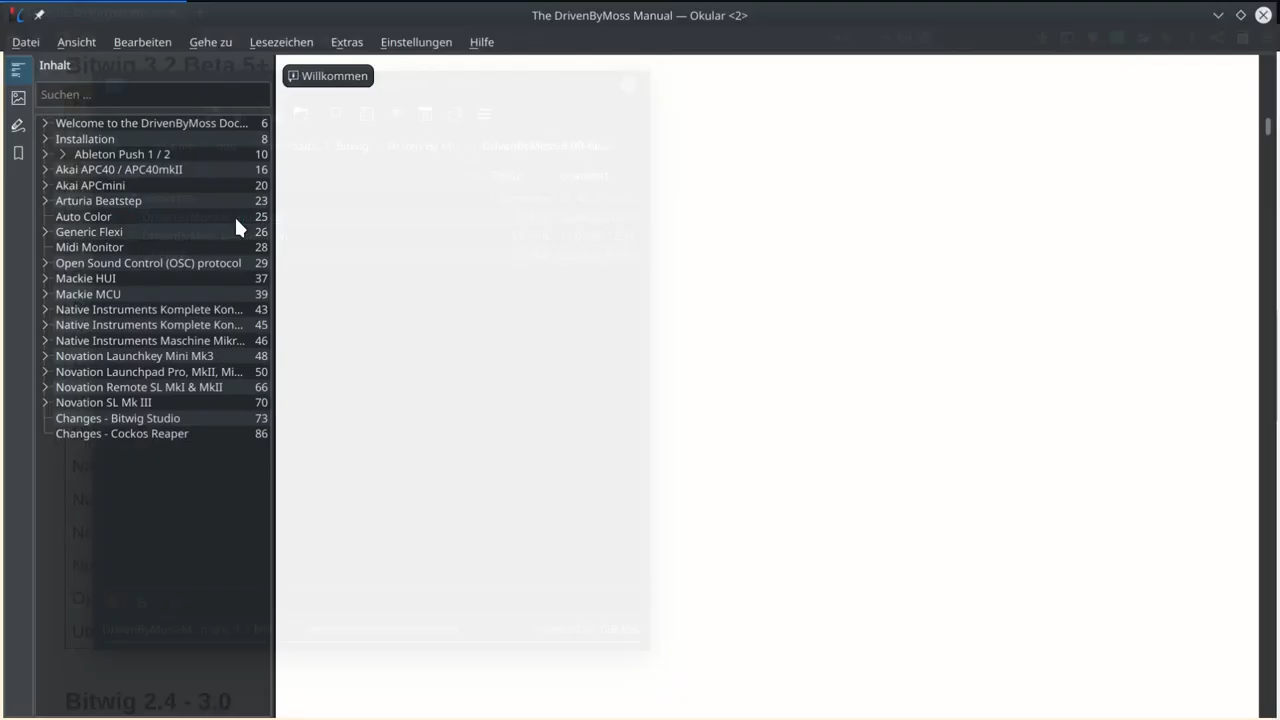 The DrivenByMoss Manual — Okular <2>
Datei Ansicht Bearbeiten Gehe zu Lesezeichen Extras Einstellungen Hilfe
Bitwig 3.2 Beta 5+
Inhalt
Willkommen
Suchen ...
Welcome to the DrivenByMoss Doc... 6
Installation 8
Ableton Push 1 / 2 10
Akai APC40 / APC40mkII 16
Akai APCmini 20
Arturia Beatstep 23
Auto Color 25
Generic Flexi 26
Midi Monitor 28
Open Sound Control (OSC) protocol 29
Mackie HUI 37
Mackie MCU 39
Native Instruments Komplete Kon... 43
Native Instruments Komplete Kon... 45
Native Instruments Maschine Mikr... 46
Novation Launchkey Mini Mk3 48
Novation Launchpad Pro, MkII, Mi... 50
Novation Remote SL MkI & MkII 66
Novation SL Mk III 70
Changes - Bitwig Studio 73
Changes - Cockos Reaper 86
Bitwig 2.4 - 3.0